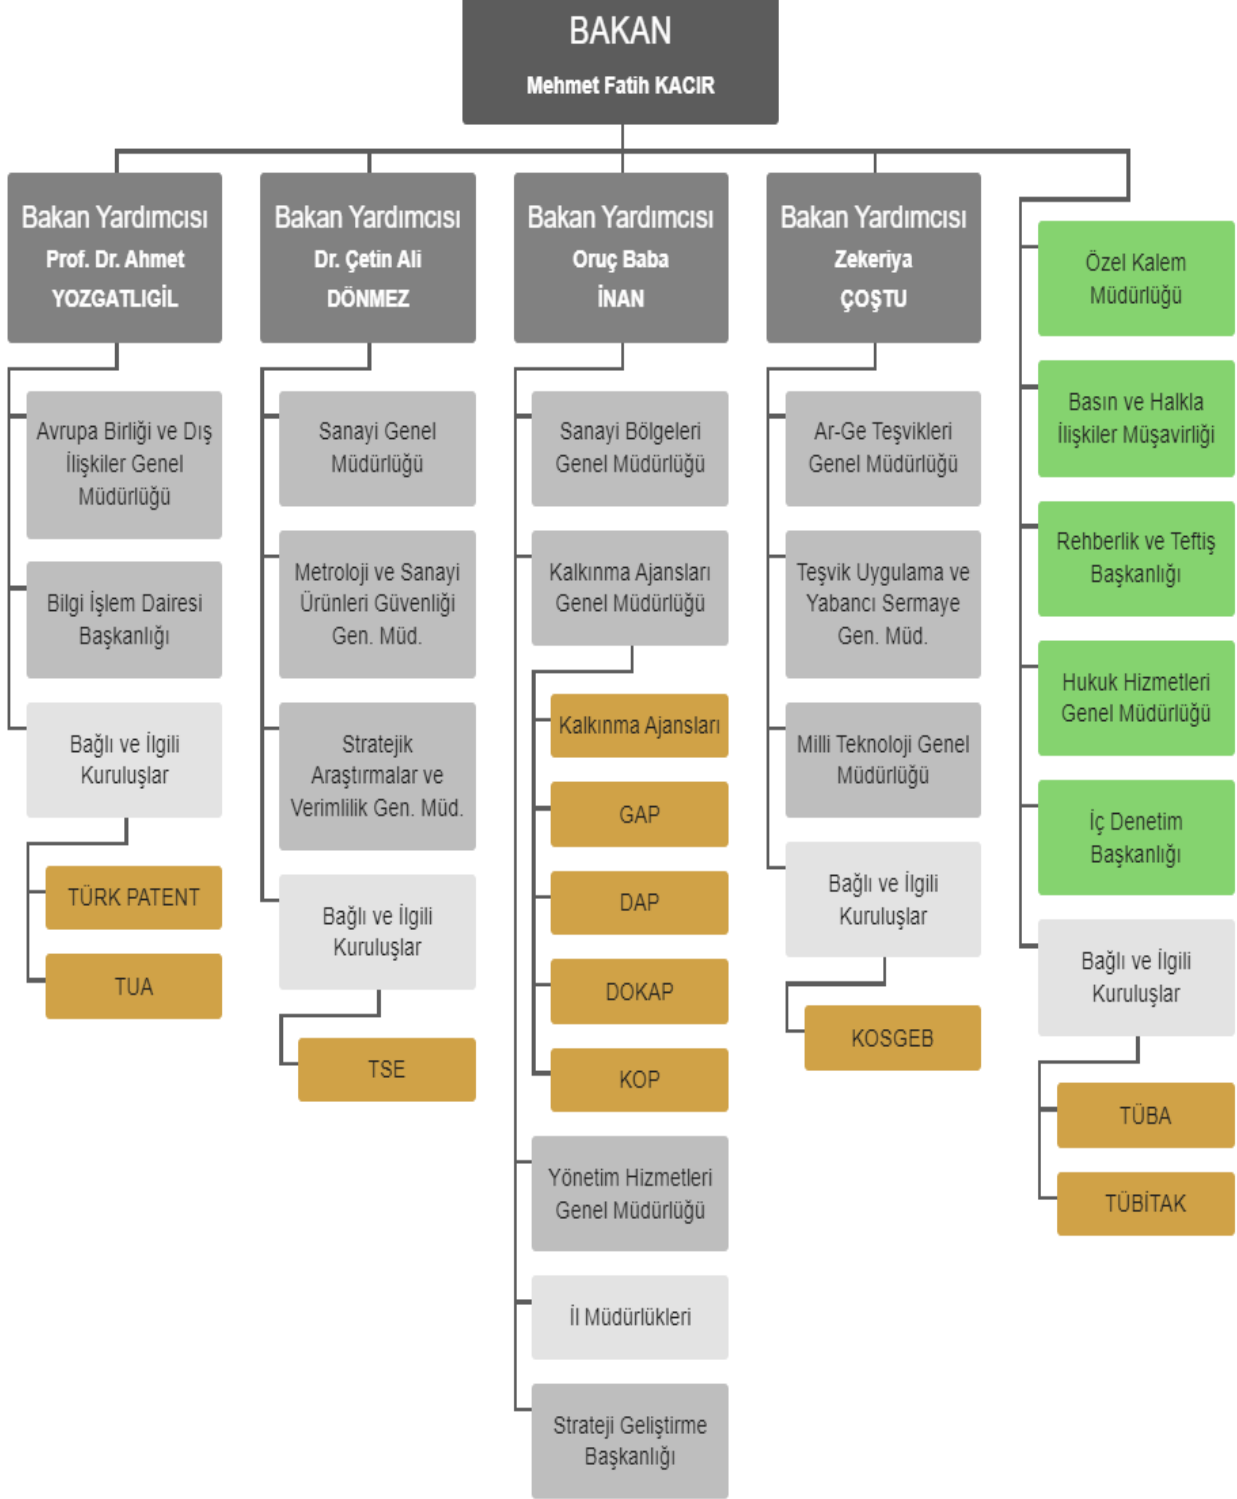 BAKAN
Mehmet Fatih KACIR
Bakan Yardımcısı
Prof. Dr. Ahmet
YOZGATLIGİL
Avrupa Birliği ve Dış
İlişkiler Genel
Müdürlüğü
Bilgi İşlem Dairesi
Başkanlığı
Bağlı ve İlgili
Kuruluşlar
TÜRK PATENT
TUA
Bakan Yardımcısı
Dr. Çetin Ali
DÖNMEZ
Sanayi Genel
Müdürlüğü
Metroloji ve Sanayi
Ürünleri Güvenliği
Gen. Müd.
Stratejik
Araştırmalar ve
Verimlilik Gen. Müd.
Bağlı ve İlgili
Kuruluşlar
TSE
Bakan Yardımcısı
Oruç Baba
İNAN
Sanayi Bölgeleri
Genel Müdürlüğü
Kalkınma Ajansları
Genel Müdürlüğü
Kalkınma Ajansları
GAP
DAP
DOKAP
KOP
Yönetim Hizmetleri
Genel Müdürlüğü
İl Müdürlükleri
Strateji Geliştirme
Başkanlığı
Bakan Yardımcısı
Zekeriya
ÇOŞTU
Ar-Ge Teşvikleri
Genel Müdürlüğü
Teşvik Uygulama ve
Yabancı Sermaye
Gen. Müd.
Milli Teknoloji Genel
Müdürlüğü
Bağlı ve İlgili
Kuruluşlar
KOSGEB
Özel Kalem
Müdürlüğü
Basın ve Halkla
İlişkiler Müşavirliği
Rehberlik ve Teftiş
Başkanlığı
Hukuk Hizmetleri
Genel Müdürlüğü
İç Denetim
Başkanlığı
Bağlı ve İlgili
Kuruluşlar
TÜBA
TÜBİTAK